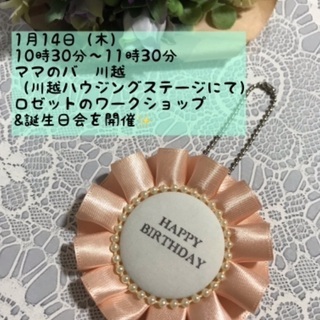 1月14日（木）
10時30分～11時30分
ママのバ　川越
（川越ハウジングステージにて）
ロゼットのワークショップ
&誕生日会を開催✨
HAPPY
BIRTHDAY